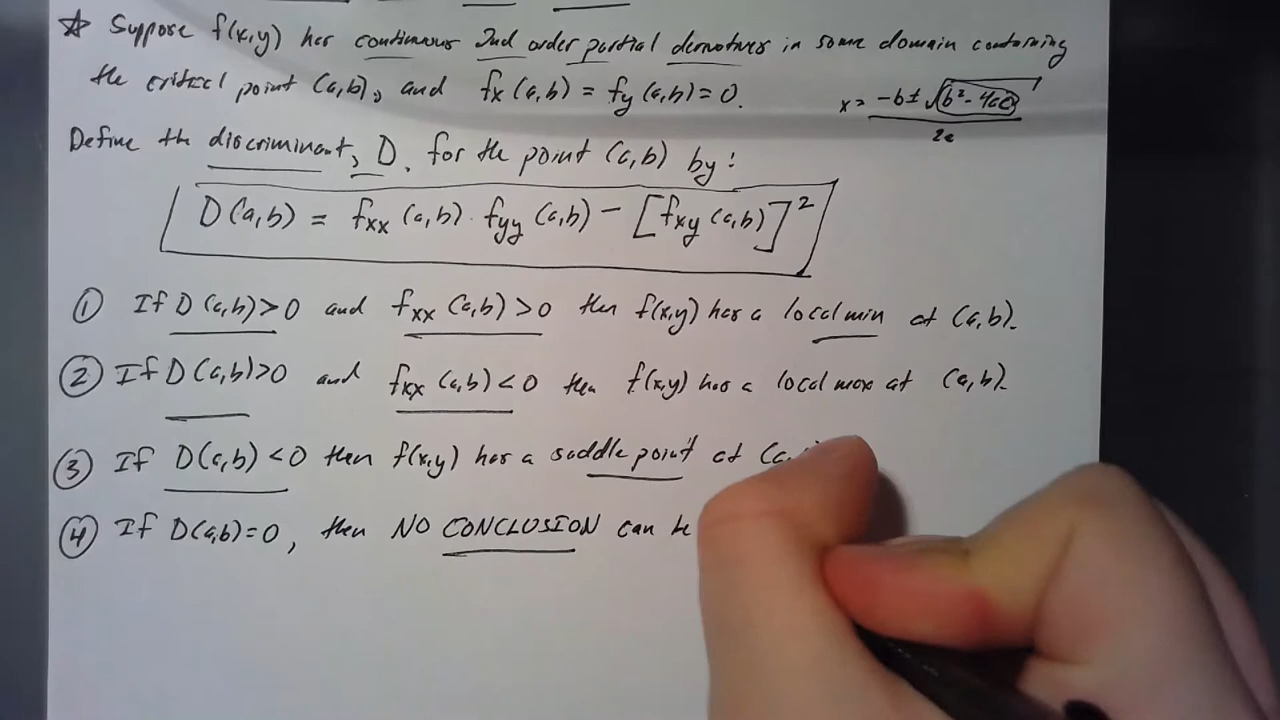 ☆ Suppose f(x,y) has continuous 2nd order partial derivatives in some domain containing
the critical point (a,b), and fx (a,b) = fy (a,b) = 0.
x = -b ± √(b² - 4ac) / 2a
Define the discriminant, D, for the point (a,b) by:
D(a,b) = fxx (a,b) · fyy (a,b) - [fxy (a,b)]²
① If D(a,b) > 0 and fxx (a,b) > 0 then f(x,y) has a local min at (a,b).
② If D(a,b) > 0 and fxx (a,b) < 0 then f(x,y) has a local max at (a,b).
③ If D(a,b) < 0 then f(x,y) has a saddle point at (a,
④ If D(a,b) = 0, then NO CONCLUSION can be